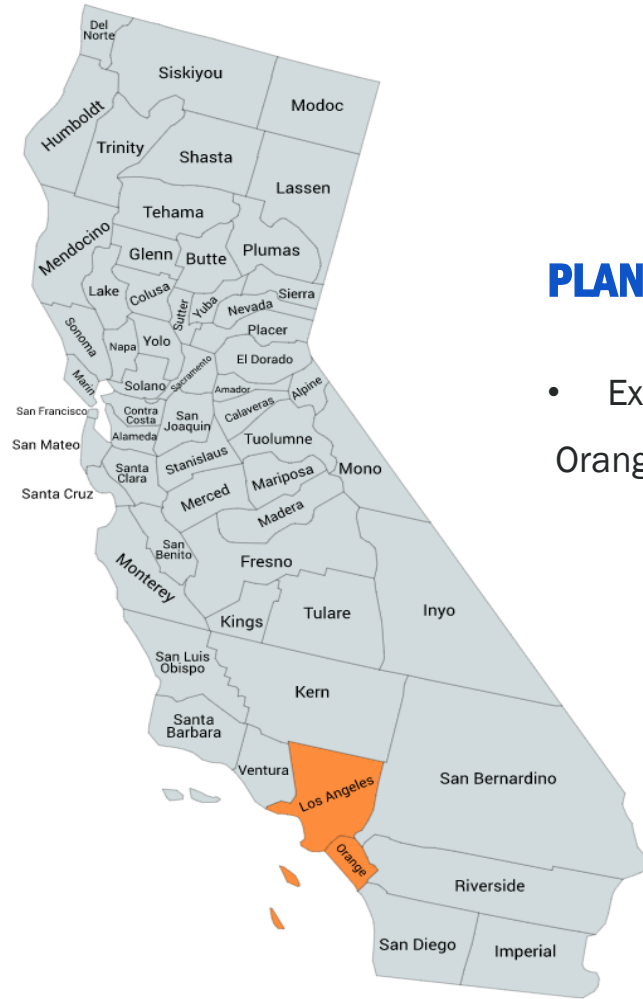 Del
Norte
Siskiyou
Modoc
Humboldt
Trinity
Shasta
Lassen
Tehama
Mendocino
Glenn
Butte
Plumas
Lake
Colusa
Sutter
Yuba
Nevada
Sierra
Sonoma
Napa
Yolo
Placer
El Dorado
Marin
Solano
Sacramento
Amador
Alpine
San Francisco
Contra
Costa
San
Joaquin
Calaveras
Alameda
San Mateo
Tuolumne
Stanislaus
Mono
Santa
Clara
Santa Cruz
Merced
Mariposa
Madera
San
Benito
Fresno
Monterey
Kings
Tulare
Inyo
San Luis
Obispo
Kern
Santa
Barbara
Ventura
Los Angeles
San Bernardino
Orange
Riverside
San Diego
Imperial
PLAN
• Ex
Orang